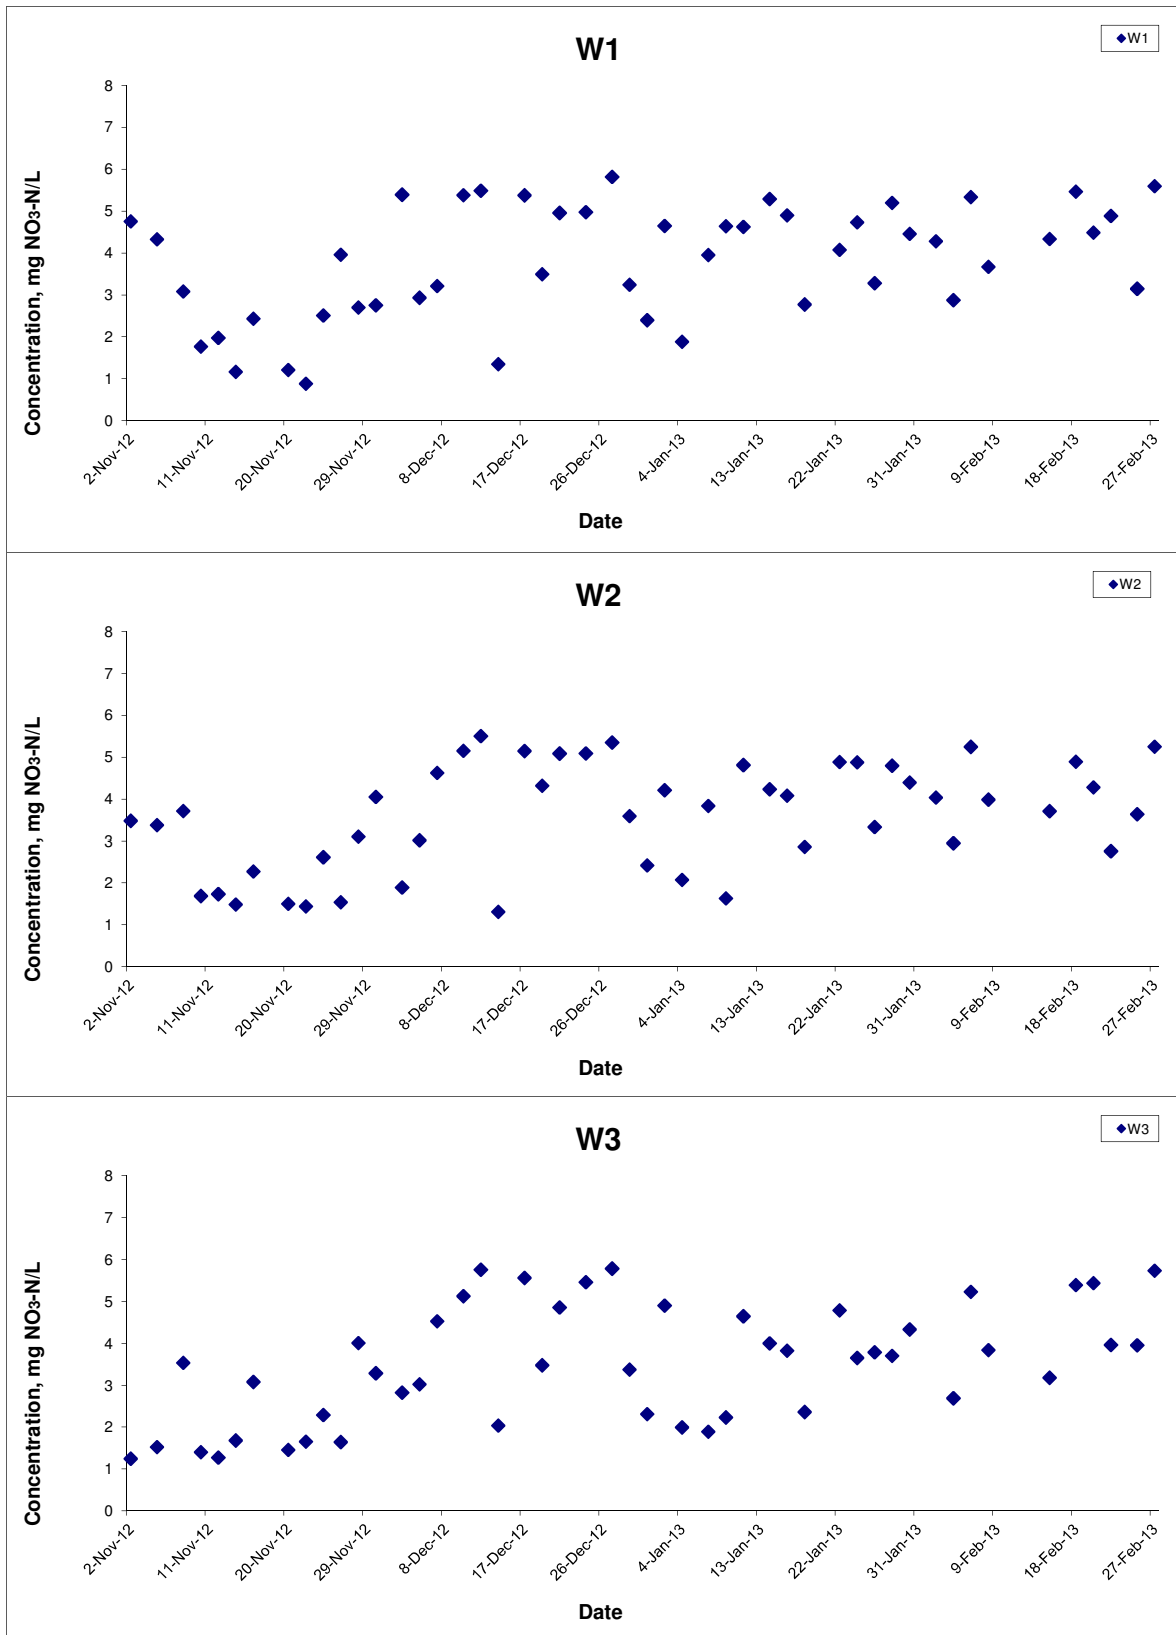 W1
W1
8
7
6
5
4
3
2
1
0
Concentration, mg NO3-N/L
2-Nov-12 11-Nov-12 20-Nov-12 29-Nov-12 8-Dec-12 17-Dec-12 26-Dec-12 4-Jan-13 13-Jan-13 22-Jan-13 31-Jan-13 9-Feb-13 18-Feb-13 27-Feb-13
Date
W2
W2
8
7
6
5
4
3
2
1
0
Concentration, mg NO3-N/L
2-Nov-12 11-Nov-12 20-Nov-12 29-Nov-12 8-Dec-12 17-Dec-12 26-Dec-12 4-Jan-13 13-Jan-13 22-Jan-13 31-Jan-13 9-Feb-13 18-Feb-13 27-Feb-13
Date
W3
W3
8
7
6
5
4
3
2
1
0
Concentration, mg NO3-N/L
2-Nov-12 11-Nov-12 20-Nov-12 29-Nov-12 8-Dec-12 17-Dec-12 26-Dec-12 4-Jan-13 13-Jan-13 22-Jan-13 31-Jan-13 9-Feb-13 18-Feb-13 27-Feb-13
Date